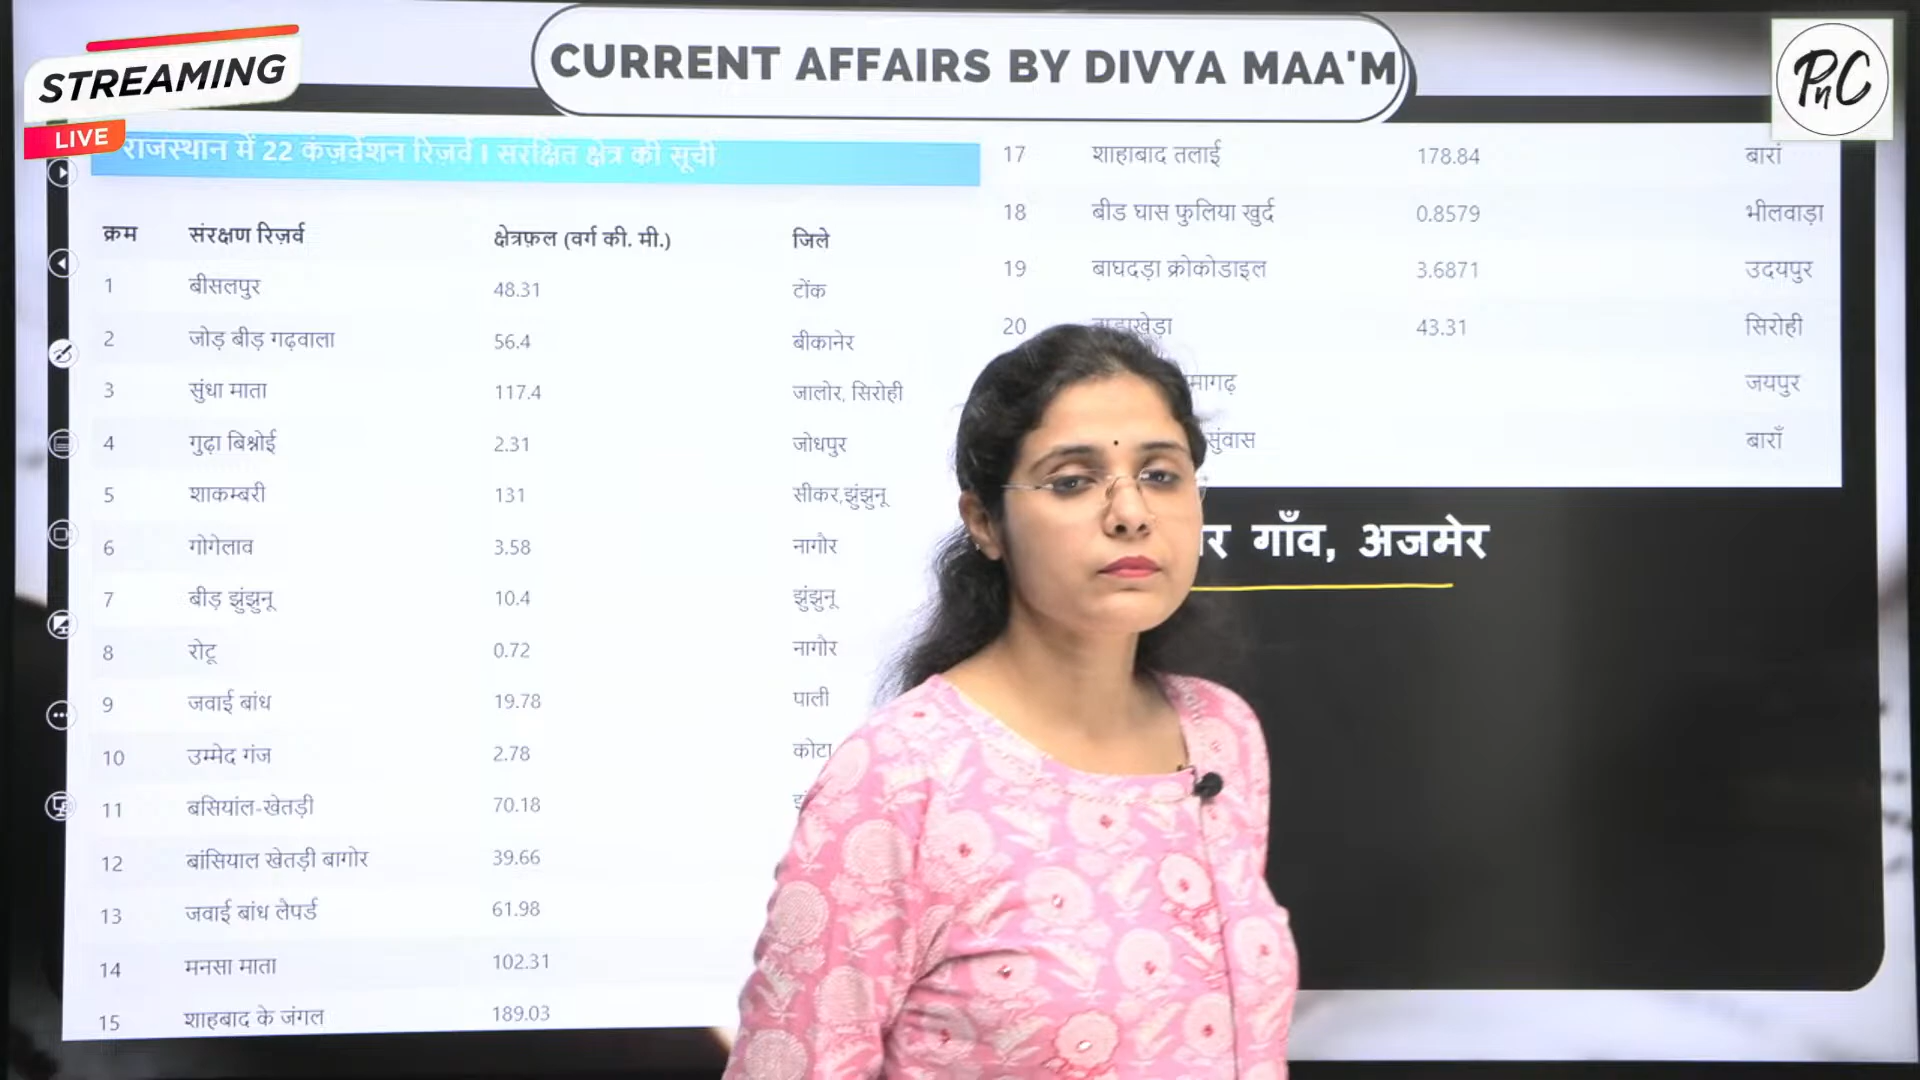 STREAMING
LIVE
CURRENT AFFAIRS BY DIVYA MAA'M
PnC
राजस्थान में 22 कंज़र्वेशन रिज़र्व I संरक्षित क्षेत्र की सूची
क्रम संरक्षण रिज़र्व क्षेत्रफ़ल (वर्ग की. मी.) जिले
1 बीसलपुर 48.31 टोंक
2 जोड़ बीड़ गढ़वाला 56.4 बीकानेर
3 सुंधा माता 117.4 जालोर, सिरोही
4 गुढ़ा बिश्नोई 2.31 जोधपुर
5 शाकम्बरी 131 सीकर,झुंझुनू
6 गोगेलाव 3.58 नागौर
7 बीड़ झुंझुनू 10.4 झुंझुनू
8 रोटू 0.72 नागौर
9 जवाई बांध 19.78 पाली
10 उम्मेद गंज 2.78 कोटा
11 बसियांल-खेतड़ी 70.18
12 बांसियाल खेतड़ी बागोर 39.66
13 जवाई बांध लेपर्ड 61.98
14 मनसा माता 102.31
15 शाहबाद के जंगल 189.03
17 शाहाबाद तलाई 178.84 बारां
18 बीड घास फुलिया खुर्द 0.8579 भीलवाड़ा
19 बाघदड़ा क्रोकोडाइल 3.6871 उदयपुर
20 43.31 सिरोही
मागढ़ जयपुर
सुंवास बाराँ
र गाँव, अजमेर